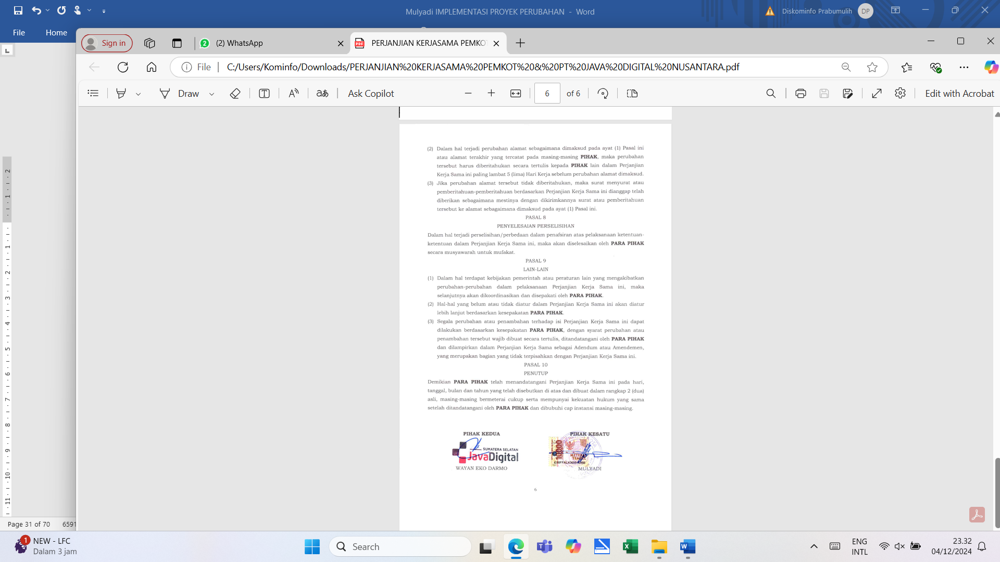 Mulyadi IMPLEMENTASI PROYEK PERUBAHAN - Word
Diskominfo Prabumulih
DP
File
Home
Sign in
(2) WhatsApp
PERJANJIAN KERJASAMA PEMKO
File
C:/Users/Kominfo/Downloads/PERJANJIAN%20KERJASAMA%20PEMKOT%20&%20PT%20JAVA%20DIGITAL%20NUSANTARA.pdf
Draw
Ask Copilot
6
of 6
Edit with Acrobat
(2) Dalam hal terjadi perubahan alamat sebagaimana dimaksud pada ayat (1) Pasal ini
atau alamat terakhir yang tercatat pada masing-masing PIHAK, maka perubahan
tersebut harus diberitahukan secara tertulis kepada PIHAK lain dalam Perjanjian
Kerja Sama ini paling lambat 5 (lima) Hari Kerja sebelum perubahan alamat dimaksud.
(3) Jika perubahan alamat tersebut tidak diberitahukan, maka surat menyurat atau
pemberitahuan-pemberitahuan berdasarkan Perjanjian Kerja Sama ini dianggap telah
diberikan sebagaimana mestinya dengan dikirimkannya surat atau pemberitahuan
tersebut ke alamat sebagaimana dimaksud pada ayat (1) Pasal ini.
PASAL 8
PENYELESAIAN PERSELISIHAN
Dalam hal terjadi perselisihan/perbedaan dalam penafsiran atas pelaksanaan ketentuan-
ketentuan dalam Perjanjian Kerja Sama ini, maka akan diselesaikan oleh PARA PIHAK
secara musyawarah untuk mufakat.
PASAL 9
LAIN-LAIN
(1) Dalam hal terdapat kebijakan pemerintah atau peraturan lain yang mengakibatkan
perubahan-perubahan dalam pelaksanaan Perjanjian Kerja Sama ini, maka
selanjutnya akan dikoordinasikan dan disepakati oleh PARA PIHAK.
(2) Hal-hal yang belum atau tidak diatur dalam Perjanjian Kerja Sama ini akan diatur
lebih lanjut berdasarkan kesepakatan PARA PIHAK.
(3) Segala perubahan atau penambahan terhadap isi Perjanjian Kerja Sama ini dapat
dilakukan berdasarkan kesepakatan PARA PIHAK, dengan syarat perubahan atau
penambahan tersebut wajib dibuat secara tertulis, ditandatangani oleh PARA PIHAK
dan dilampirkan dalam Perjanjian Kerja Sama sebagai Adendum atau Amendemen,
yang merupakan bagian yang tidak terpisahkan dengan Perjanjian Kerja Sama ini.
PASAL 10
PENUTUP
Demikian PARA PIHAK telah menandatangani Perjanjian Kerja Sama ini pada hari,
tanggal, bulan dan tahun yang telah disebutkan di atas dan dibuat dalam rangkap 2 (dua)
asli, masing-masing bermeterai cukup serta mempunyai kekuatan hukum yang sama
setelah ditandatangani oleh PARA PIHAK dan dibubuhi cap instansi masing-masing.
PIHAK KEDUA
PIHAK KESATU
SUMATERA SELATAN
JavaDigital
10000
TEMPEL
WAYAN EKO DARMO
MULYADI
6
Page 31 of 70
6591
1
NEW - LFC
Dalam 3 jam
Search
ENG
INTL
23.32
04/12/2024